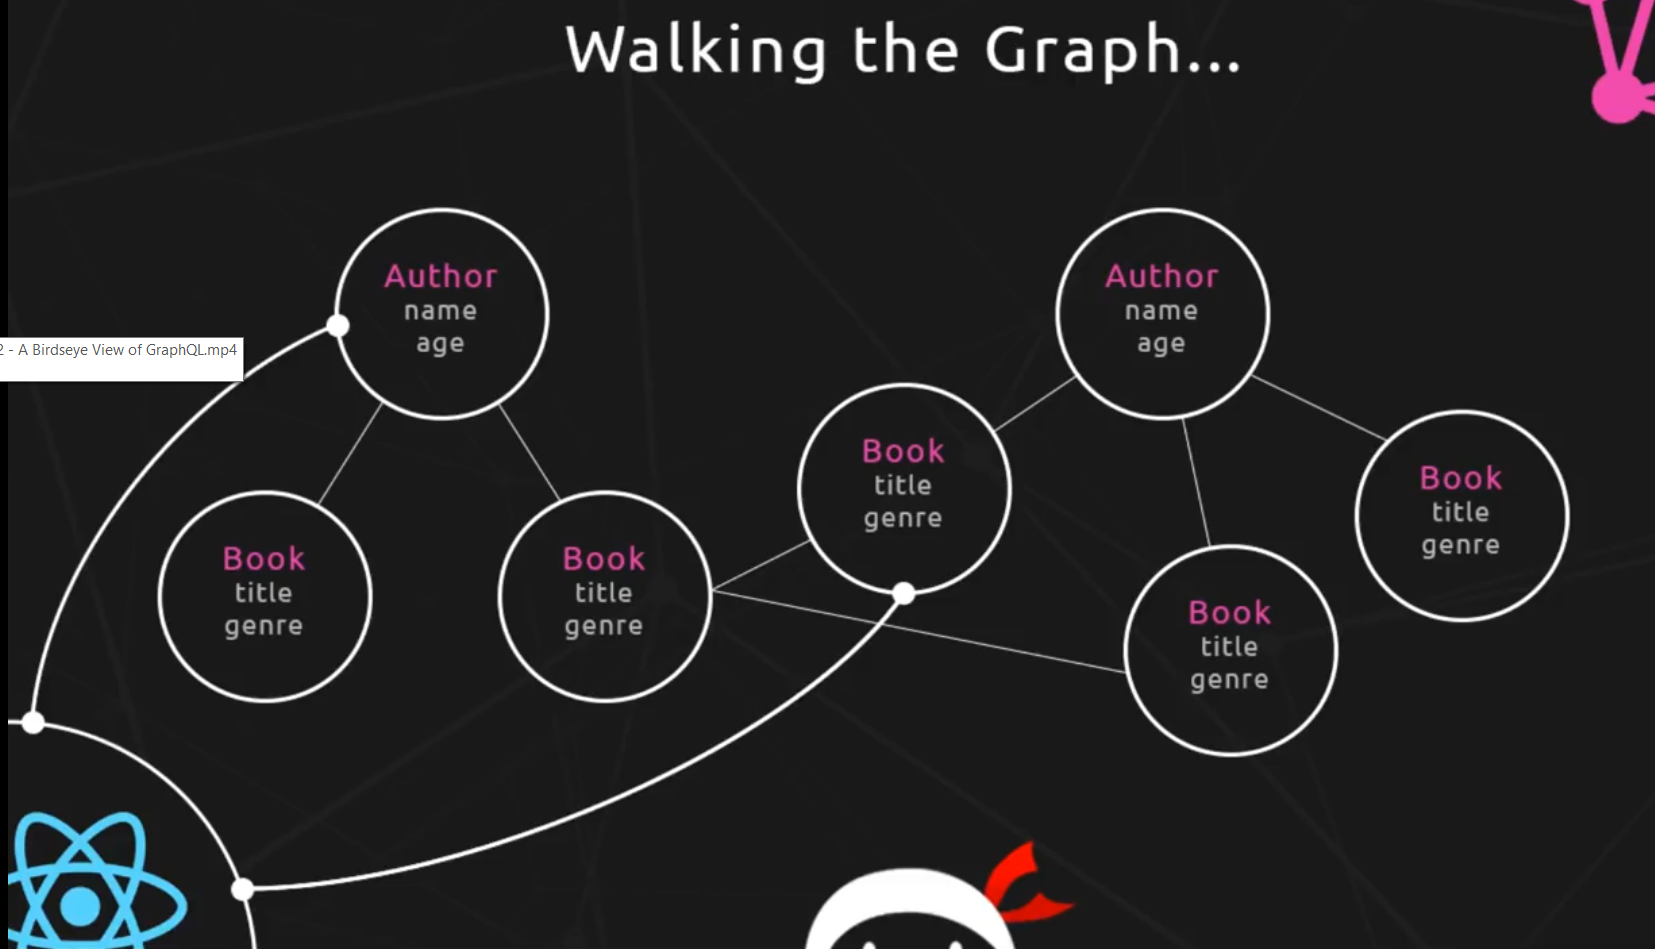 Walking the Graph...
Author
name
age
Author
name
age
2 - A Birdseye View of GraphQL.mp4
Book
title
genre
Book
title
genre
Book
title
genre
Book
title
genre
Book
title
genre